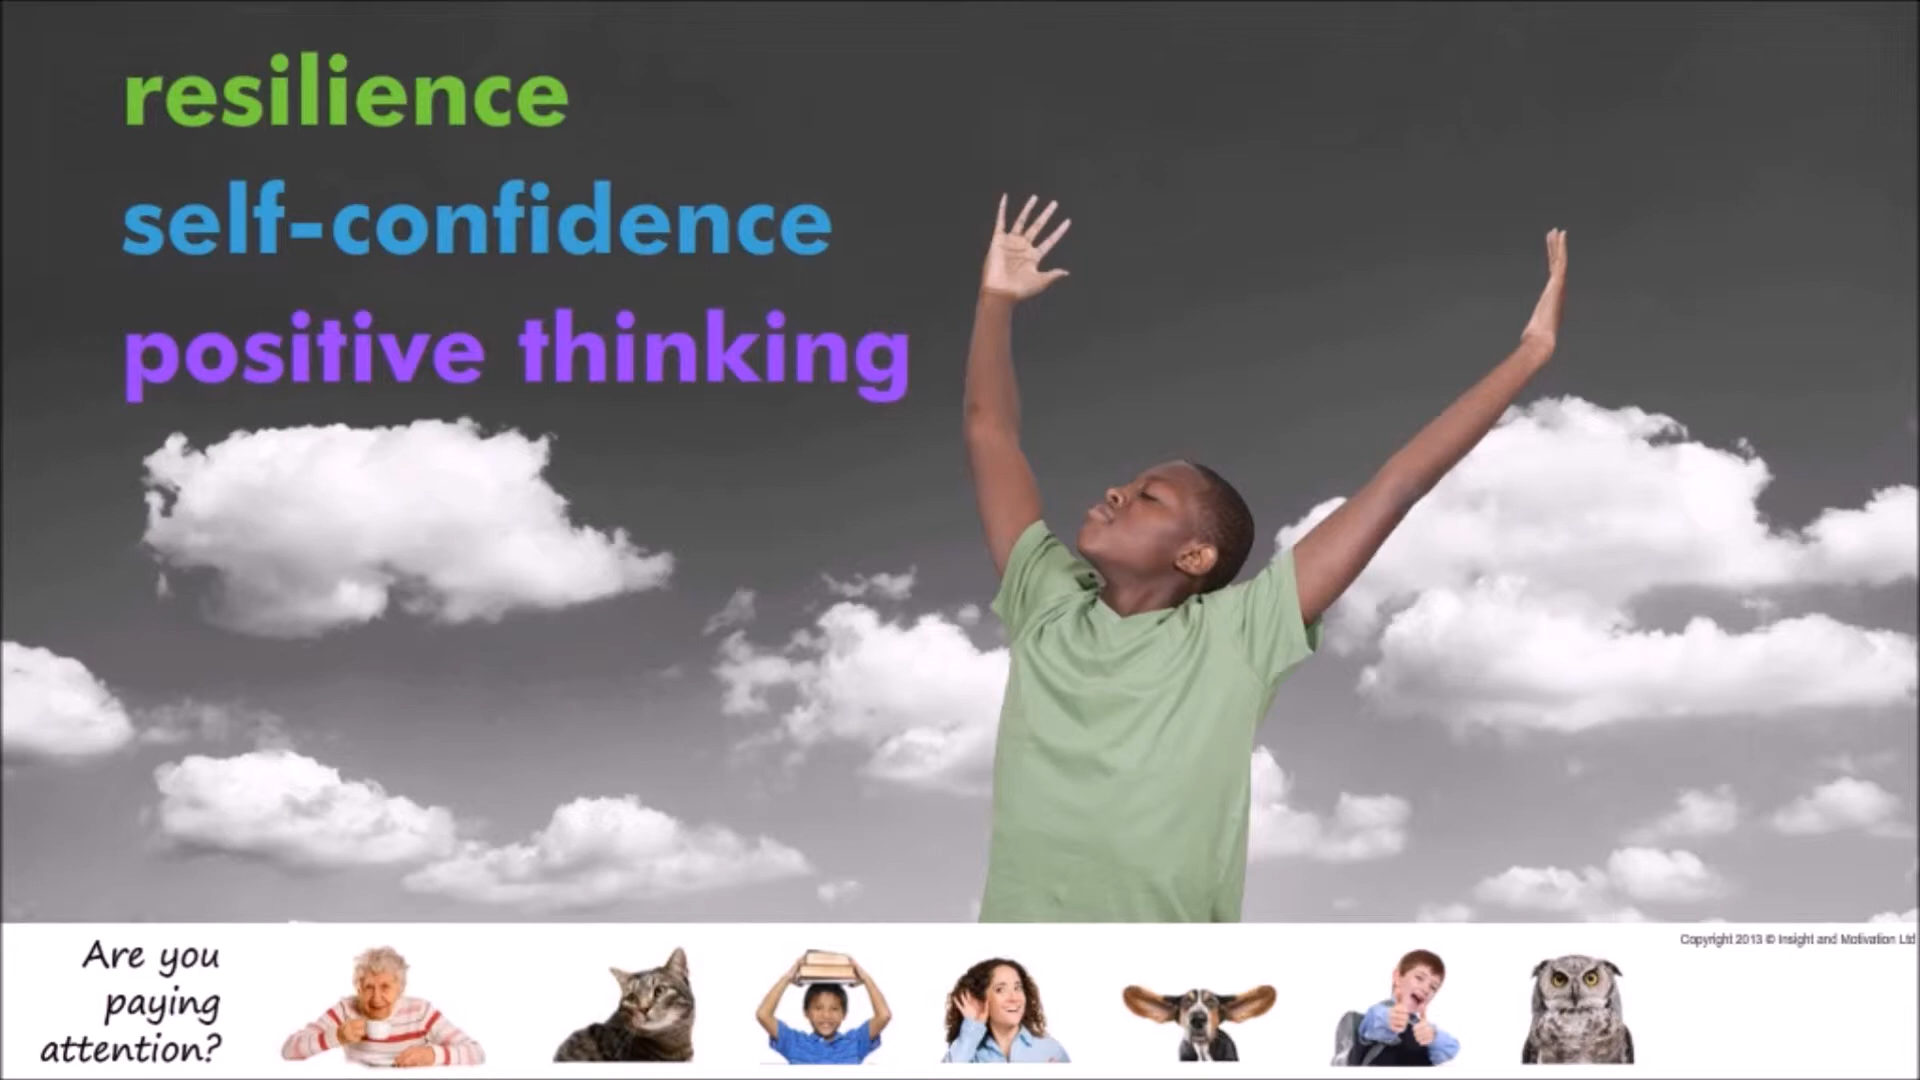 resilience
self-confidence
positive thinking
Are you
paying
attention?
Copyright 2013 © Insight and Motivation Ltd